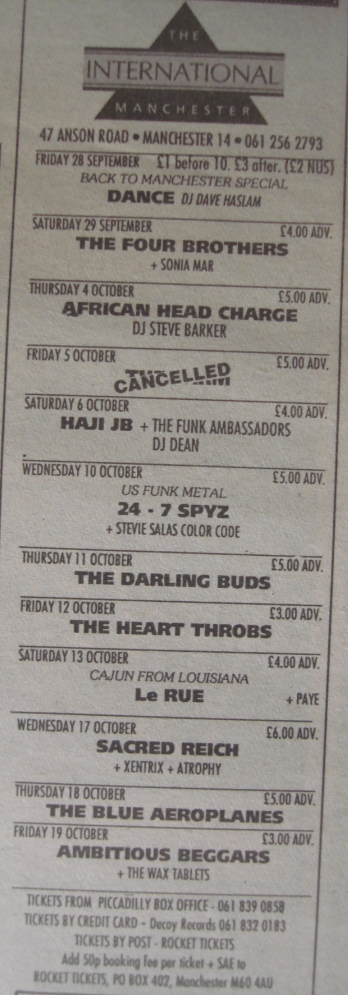 THE
INTERNATIONAL
MANCHESTER
47 ANSON ROAD • MANCHESTER 14 • 061 256 2793
FRIDAY 28 SEPTEMBER £1 before 10. £3 after. (£2 NUS)
BACK TO MANCHESTER SPECIAL
DANCE DJ DAVE HASLAM
SATURDAY 29 SEPTEMBER £4.00 ADV.
THE FOUR BROTHERS
+ SONIA MAR
THURSDAY 4 OCTOBER £5.00 ADV.
AFRICAN HEAD CHARGE
DJ STEVE BARKER
FRIDAY 5 OCTOBER £5.00 ADV.
CANCELLED
SATURDAY 6 OCTOBER £4.00 ADV.
HAJI JB + THE FUNK AMBASSADORS
DJ DEAN
WEDNESDAY 10 OCTOBER £5.00 ADV.
US FUNK METAL
24 - 7 SPYZ
+ STEVIE SALAS COLOR CODE
THURSDAY 11 OCTOBER £5.00 ADV.
THE DARLING BUDS
FRIDAY 12 OCTOBER £3.00 ADV.
THE HEART THROBS
SATURDAY 13 OCTOBER £4.00 ADV.
CAJUN FROM LOUISIANA
Le RUE + PAYE
WEDNESDAY 17 OCTOBER £6.00 ADV.
SACRED REICH
+ XENTRIX + ATROPHY
THURSDAY 18 OCTOBER £5.00 ADV.
THE BLUE AEROPLANES
FRIDAY 19 OCTOBER £3.00 ADV.
AMBITIOUS BEGGARS
+ THE WAX TABLETS
TICKETS FROM PICCADILLY BOX OFFICE - 061 839 0858
TICKETS BY CREDIT CARD - Decoy Records 061 832 0183
TICKETS BY POST - ROCKET TICKETS
Add 50p booking fee per ticket + SAE to
ROCKET TICKETS, PO BOX 402, Manchester M60 4AU